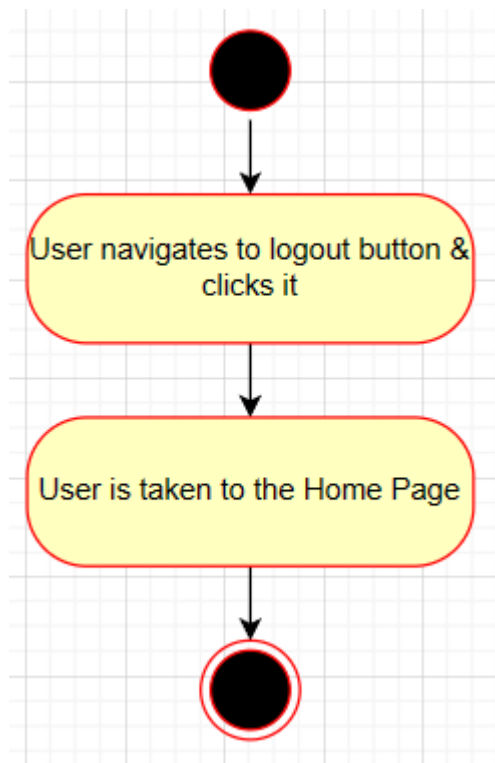 User navigates to logout button &
clicks it
User is taken to the Home Page